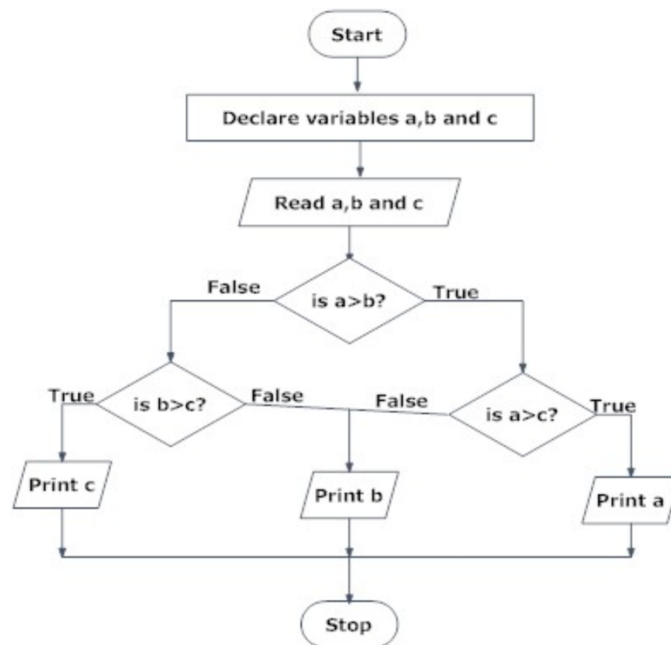 Start
Declare variables a,b and c
Read a,b and c
is a>b?
False
True
is b>c?
True
False
is a>c?
False
True
Print c
Print b
Print a
Stop